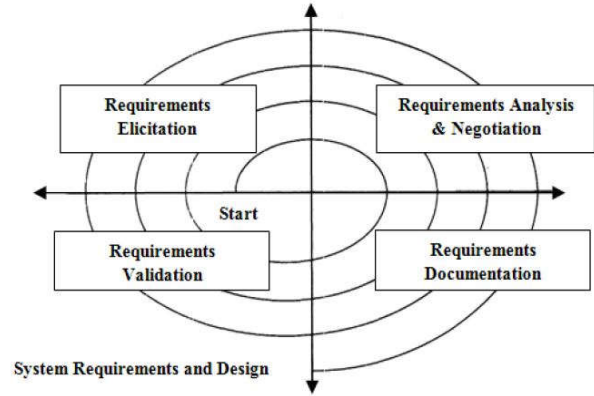 Requirements
Elicitation
Requirements Analysis
& Negotiation
Start
Requirements
Validation
Requirements
Documentation
System Requirements and Design